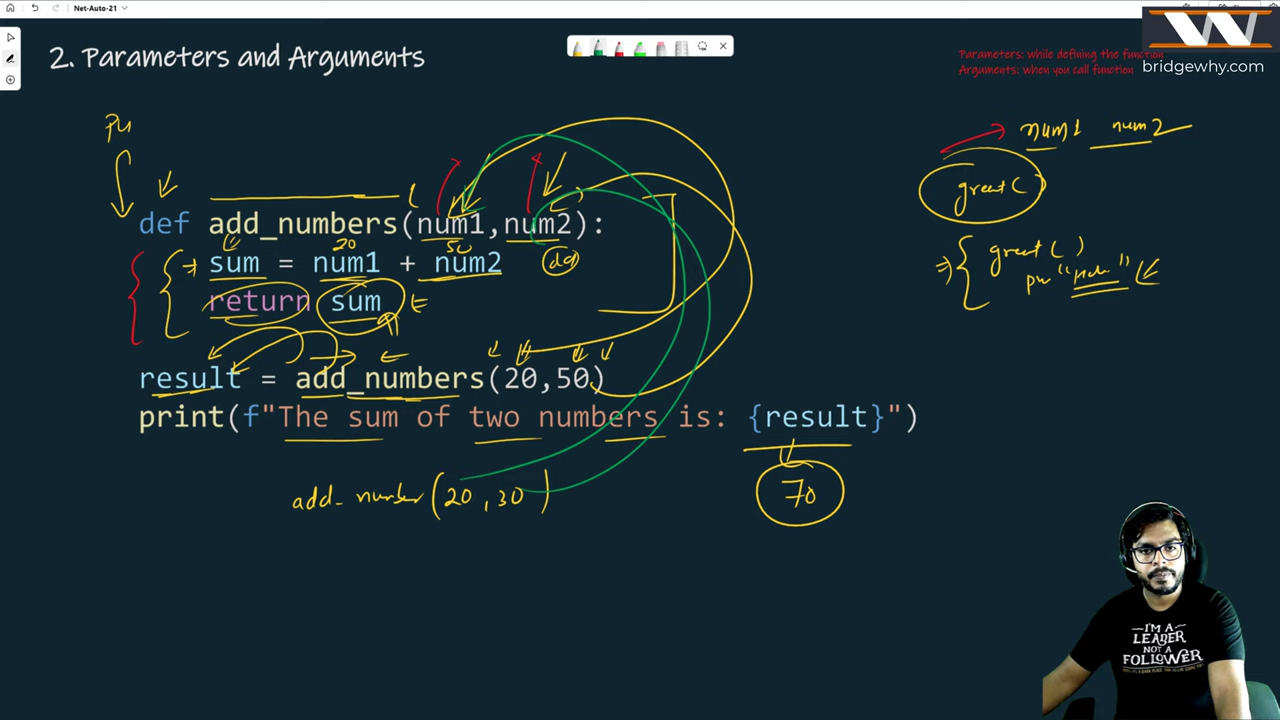 Net-Auto-21
2. Parameters and Arguments
Parameters: while defining the function
Arguments: when you call function
bridgewhy.com
num1 num2
greet(
def add_numbers(num1,num2):
20 50
sum = num1 + num2
return sum
greet( )
result = add_numbers(20,50)
print(f"The sum of two numbers is: {result}")
70
add_number(20,30)
I'M A
LEADER
NOT A
FOLLOWER